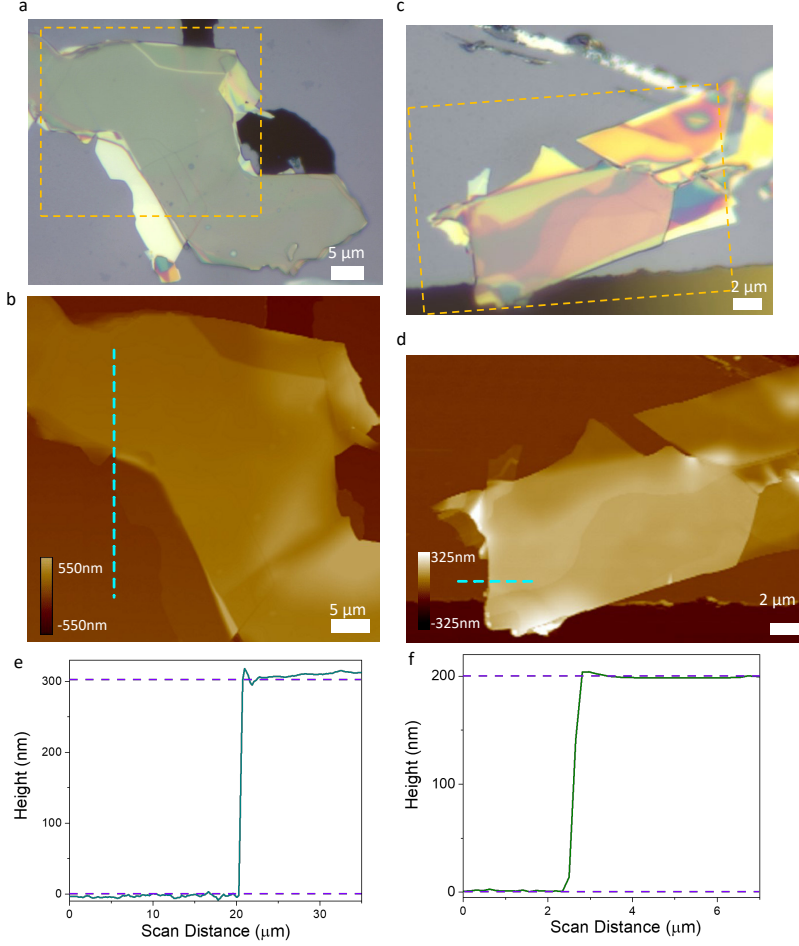 a
5 μm
b
550nm
-550nm
5 μm
c
2 μm
d
325nm
-325nm
2 μm
e
Height (nm)
300
200
100
0
0
10
20
30
Scan Distance (μm)
f
Height (nm)
200
100
0
0
2
4
6
Scan Distance (μm)